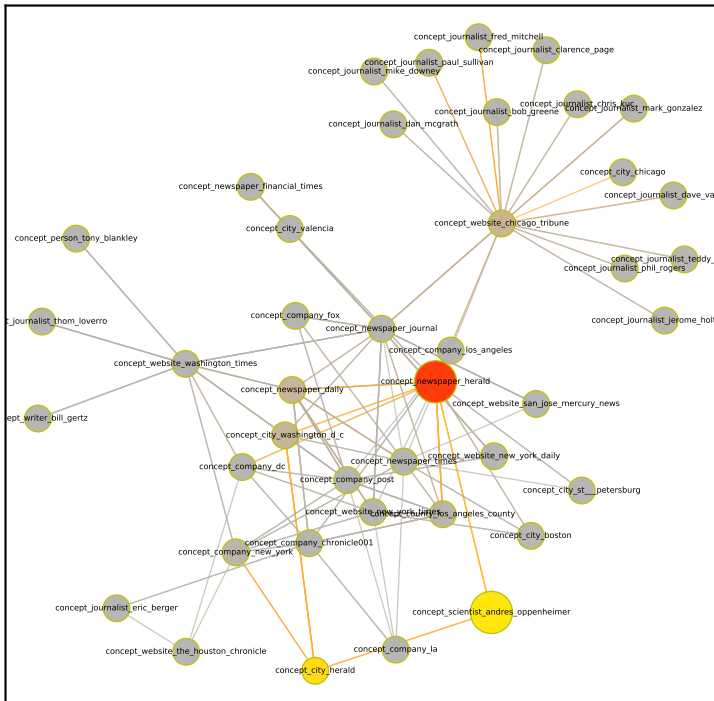 concept_journalist_fred_mitchell
concept_journalist_clarence_page
concept_journalist_paul_sullivan
concept_journalist_mike_downey
concept_journalist_chris_kuc
concept_journalist_mark_gonzalez
concept_journalist_bob_greene
concept_journalist_dan_mcgrath
concept_city_chicago
concept_newspaper_financial_times
concept_journalist_dave_va
concept_website_chicago_tribune
concept_city_valencia
concept_person_tony_blankley
concept_journalist_teddy_
concept_journalist_phil_rogers
concept_company_fox
t_journalist_thom_loverro
concept_journalist_jerome_holt
concept_newspaper_journal
concept_company_los_angeles
concept_website_washington_times
concept_newspaper_herald
concept_newspaper_daily
concept_website_san_jose_mercury_news
ept_writer_bill_gertz
concept_city_washington_d_c
concept_website_new_york_daily
concept_newspaper_times
concept_company_dc
concept_company_post
concept_city_st__petersburg
concept_website_new_york_times
concept_county_los_angeles_county
concept_city_boston
concept_company_chronicle001
concept_company_new_york
concept_journalist_eric_berger
concept_scientist_andres_oppenheimer
concept_website_the_houston_chronicle
concept_company_la
concept_city_herald